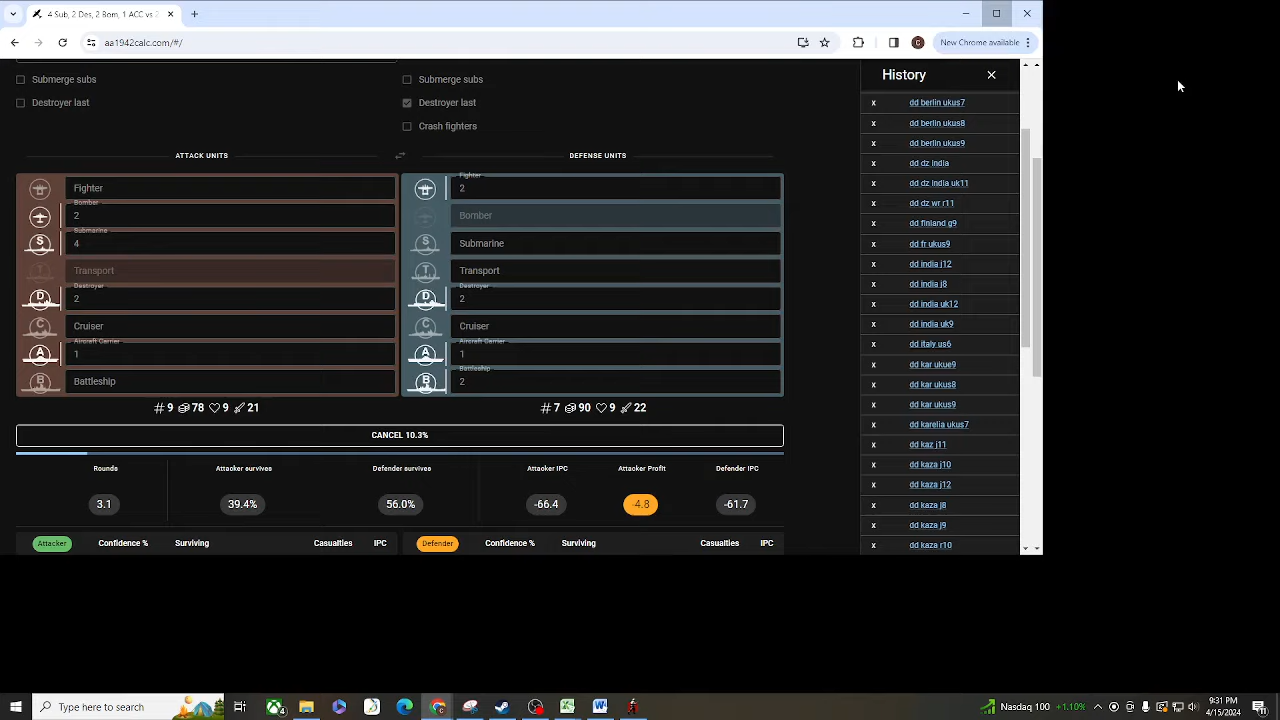 4 Sub, 2 Des, 2 Bom, 1 ACC vs 2
aa1942calc.com/#/
New Chrome available
Submerge subs
Submerge subs
Destroyer last
Destroyer last
Crash fighters
ATTACK UNITS
DEFENSE UNITS
Fighter
Fighter
2
Bomber
2
Bomber
Submarine
4
Submarine
Transport
Transport
Destroyer
2
Destroyer
2
Cruiser
Cruiser
Aircraft Carrier
1
Aircraft Carrier
1
Battleship
Battleship
2
# 9 78 9 21
# 7 90 9 22
CANCEL 10.3%
Rounds
Attacker survives
Defender survives
Attacker IPC
Attacker Profit
Defender IPC
3.1
39.4%
56.0%
-66.4
-4.8
-61.7
Attacker Confidence % Surviving Casualties IPC
Defender Confidence % Surviving Casualties IPC
History
x dd berlin ukus7
x dd berlin ukus8
x dd berlin ukus9
x dd dz india
x dd dz india uk11
x dd dz wr r11
x dd finland g9
x dd fr ukus9
x dd india j12
x dd india j8
x dd india uk12
x dd india uk9
x dd italy us6
x dd kar ukue9
x dd kar ukus8
x dd kar ukus9
x dd karelia ukus7
x dd kaz j11
x dd kaza j10
x dd kaza j12
x dd kaza j8
x dd kaza j9
x dd kaza r10
Type here to search
Nasdaq 100 +1.10%
9:31 PM
4/15/2024